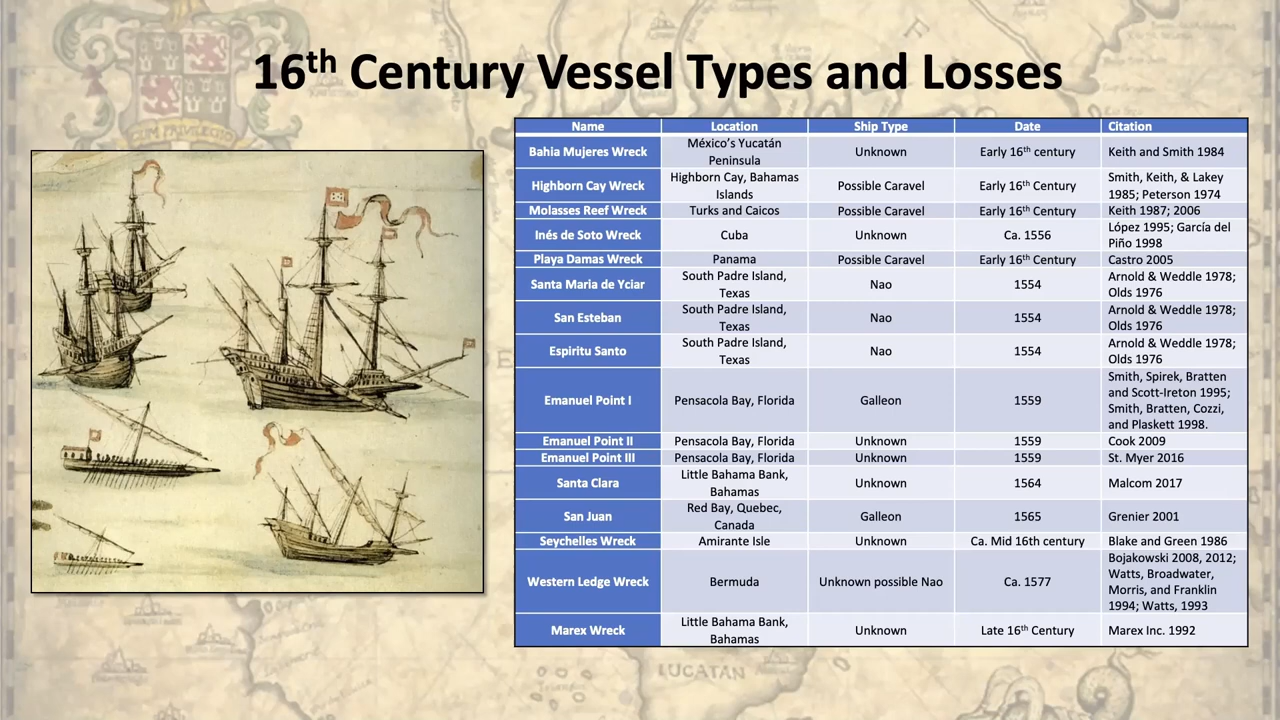 CUM PRIVILEGIO
16th Century Vessel Types and Losses
Name Location Ship Type Date Citation
Bahia Mujeres Wreck México’s Yucatán Peninsula Unknown Early 16th century Keith and Smith 1984
Highborn Cay Wreck Highborn Cay, Bahamas Islands Possible Caravel Early 16th Century Smith, Keith, & Lakey 1985; Peterson 1974
Molasses Reef Wreck Turks and Caicos Possible Caravel Early 16th Century Keith 1987; 2006
Inés de Soto Wreck Cuba Unknown Ca. 1556 López 1995; García del Piño 1998
Playa Damas Wreck Panama Possible Caravel Early 16th Century Castro 2005
Santa Maria de Yciar South Padre Island, Texas Nao 1554 Arnold & Weddle 1978; Olds 1976
San Esteban South Padre Island, Texas Nao 1554 Arnold & Weddle 1978; Olds 1976
Espiritu Santo South Padre Island, Texas Nao 1554 Arnold & Weddle 1978; Olds 1976
Emanuel Point I Pensacola Bay, Florida Galleon 1559 Smith, Spirek, Bratten and Scott-Ireton 1995; Smith, Bratten, Cozzi, and Plaskett 1998.
Emanuel Point II Pensacola Bay, Florida Unknown 1559 Cook 2009
Emanuel Point III Pensacola Bay, Florida Unknown 1559 St. Myer 2016
Santa Clara Little Bahama Bank, Bahamas Unknown 1564 Malcom 2017
San Juan Red Bay, Quebec, Canada Galleon 1565 Grenier 2001
Seychelles Wreck Amirante Isle Unknown Ca. Mid 16th century Blake and Green 1986
Western Ledge Wreck Bermuda Unknown possible Nao Ca. 1577 Bojakowski 2008, 2012; Watts, Broadwater, Morris, and Franklin 1994; Watts, 1993
Marex Wreck Little Bahama Bank, Bahamas Unknown Late 16th Century Marex Inc. 1992
LUCATAN